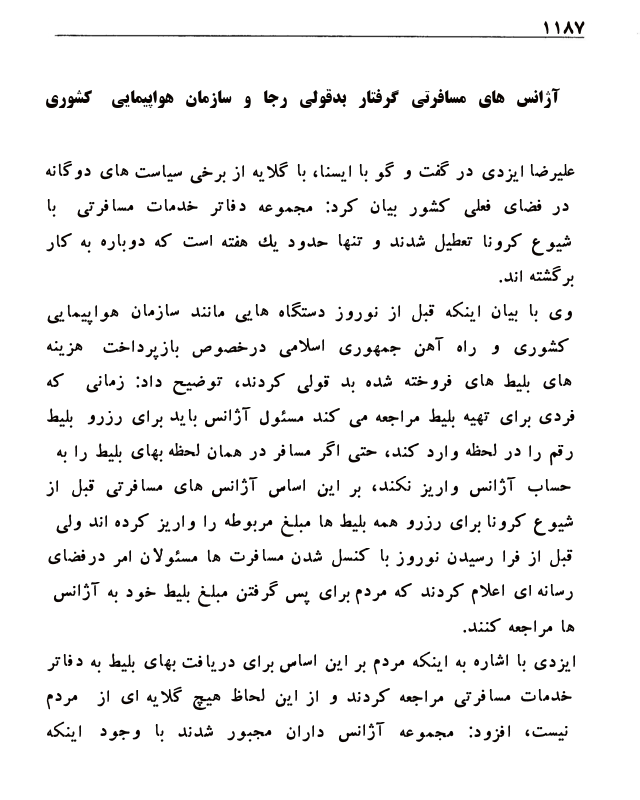 ۱۱۸۷
آژانس های مسافرتی گرفتار بدقولی رجا و سازمان هواپیمایی کشوری
علیرضا ایزدی در گفت و گو با ایسنا، با گلایه از برخی سیاست های دوگانه
در فضای فعلی کشور بیان کرد: مجموعه دفاتر خدمات مسافرتی با
شیوع کرونا تعطیل شدند و تنها حدود یك هفته است که دوباره به کار
برگشته اند.
وی با بیان اینکه قبل از نوروز دستگاه هایی مانند سازمان هواپیمایی
کشوری و راه آهن جمهوری اسلامی درخصوص بازپرداخت هزینه
های بلیط های فروخته شده بد قولی کردند، توضیح داد: زمانی که
فردی برای تهیه بلیط مراجعه می کند مسئول آژانس باید برای رزرو بلیط
رقم را در لحظه وارد کند، حتی اگر مسافر در همان لحظه بهای بلیط را به
حساب آژانس واریز نکند، بر این اساس آژانس های مسافرتی قبل از
شیوع کرونا برای رزرو همه بلیط ها مبلغ مربوطه را واریز کرده اند ولی
قبل از فرا رسیدن نوروز با کنسل شدن مسافرت ها مسئولان امر درفضای
رسانه ای اعلام کردند که مردم برای پس گرفتن مبلغ بلیط خود به آژانس
ها مراجعه کنند.
ایزدی با اشاره به اینکه مردم بر این اساس برای دریافت بهای بلیط به دفاتر
خدمات مسافرتی مراجعه کردند و از این لحاظ هیچ گلایه ای از مردم
نیست، افزود: مجموعه آژانس داران مجبور شدند با وجود اینکه